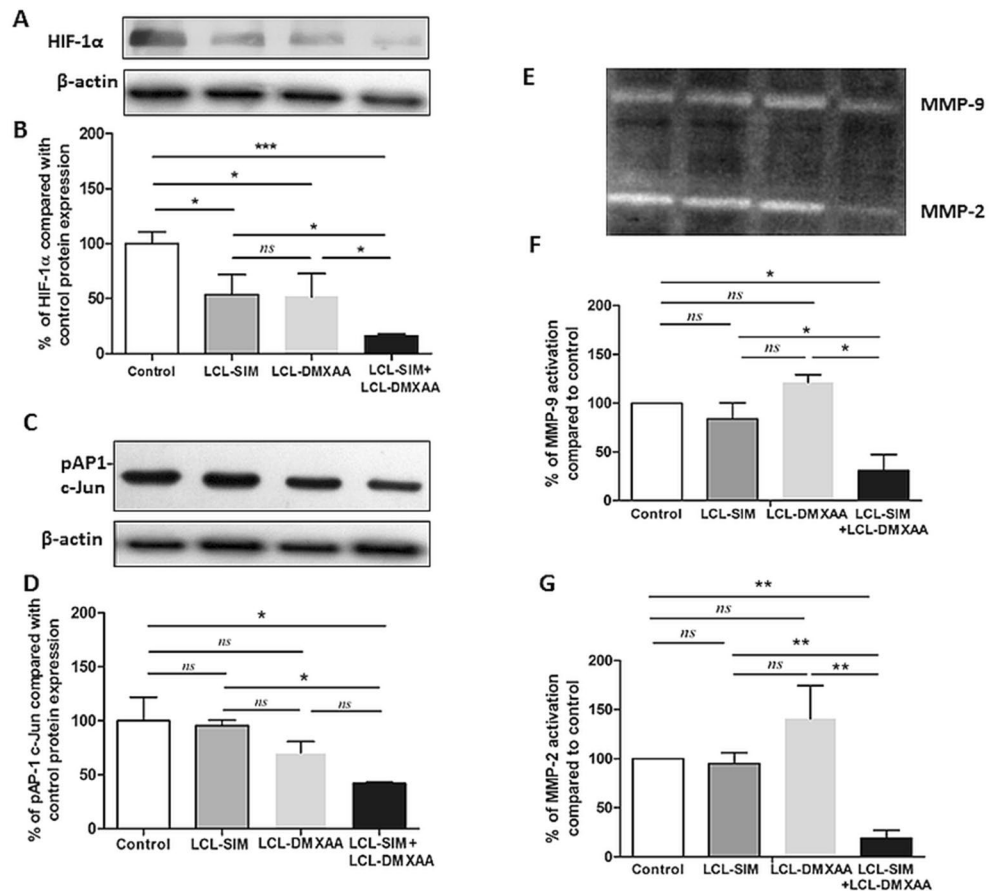 A
HIF-1α
β-actin
B
% of HIF-1α compared with
control protein expression
200
150
100
50
0
***
*
*
*
ns
*
Control
LCL-SIM
LCL-DMXAA
LCL-SIM+
LCL-DMXAA
C
pAP1-
c-Jun
β-actin
D
% of pAP-1 c-Jun compared with
control protein expression
200
150
100
50
0
*
ns
ns
*
ns
ns
Control
LCL-SIM
LCL-DMXAA
LCL-SIM+
LCL-DMXAA
E
MMP-9
MMP-2
F
% of MMP-9 activation
compared to control
200
150
100
50
0
*
ns
ns
*
ns
*
Control
LCL-SIM
LCL-DMXAA
LCL-SIM
+LCL-DMXAA
G
% of MMP-2 activation
compared to control
200
150
100
50
0
**
ns
ns
**
ns
**
Control
LCL-SIM
LCL-DMXAA
LCL-SIM
+LCL-DMXAA